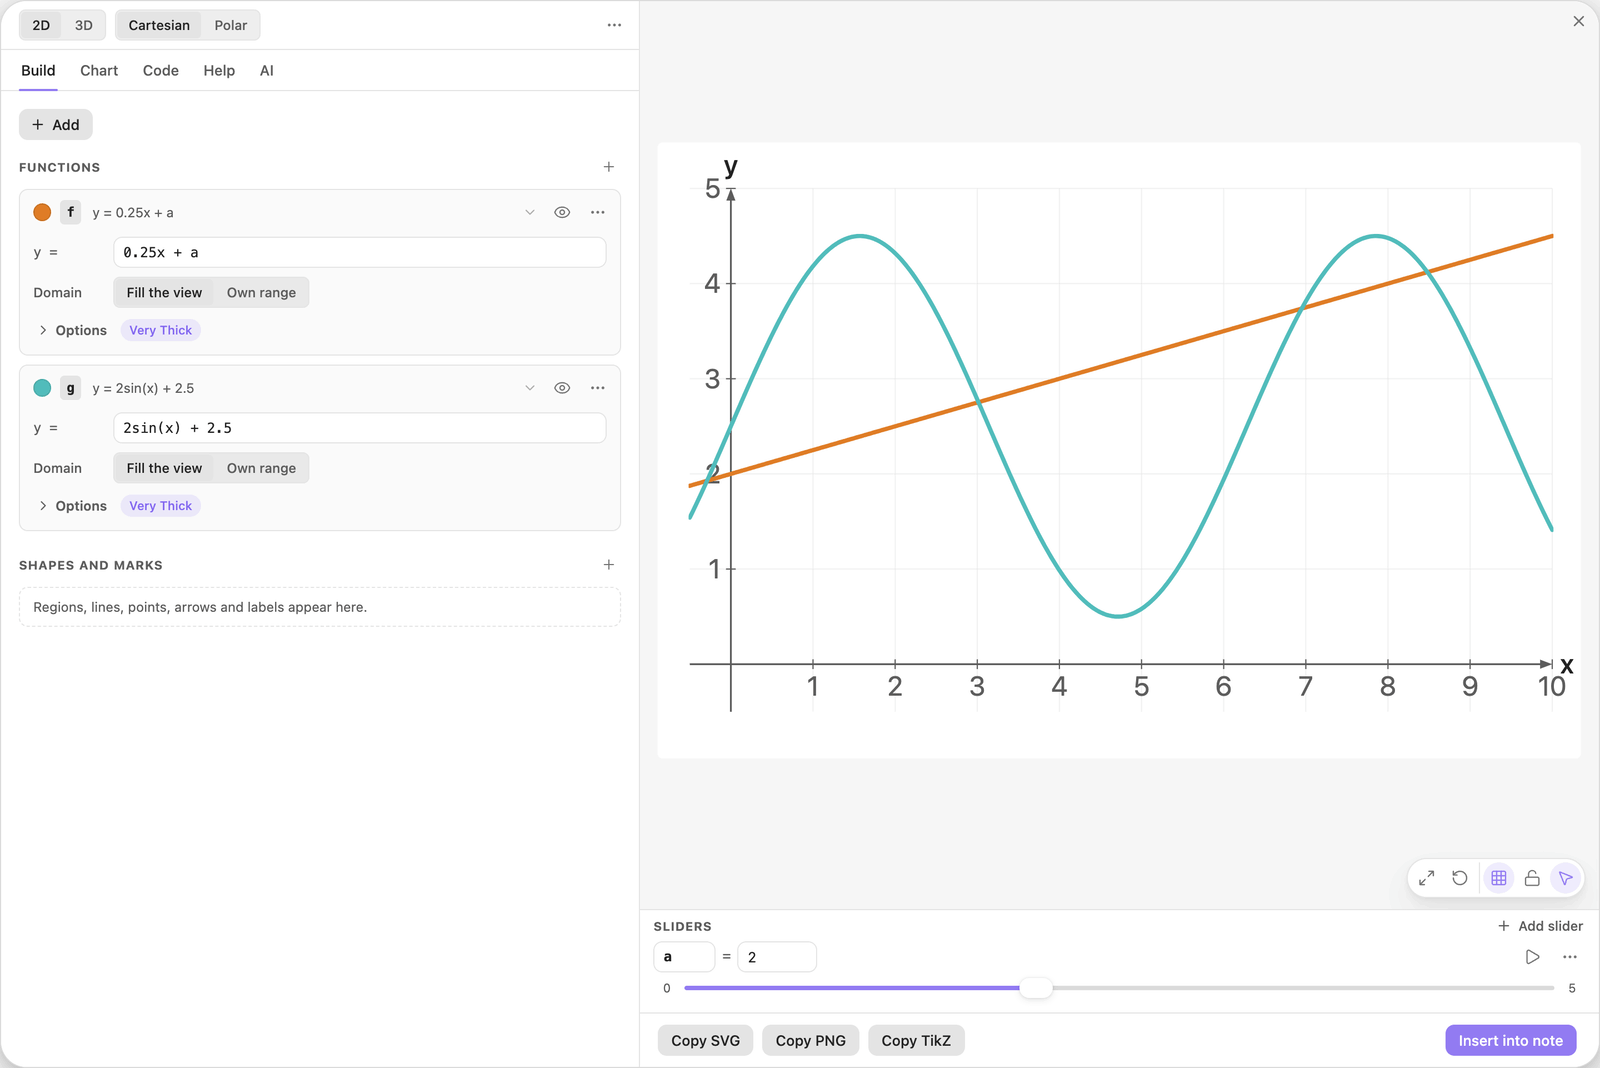 2D 3D Cartesian Polar ...
Build Chart Code Help AI
+ Add
FUNCTIONS +
f y = 0.25x + a ...
y = 0.25x + a
Domain Fill the view Own range
Options Very Thick
g y = 2sin(x) + 2.5 ...
y = 2sin(x) + 2.5
Domain Fill the view Own range
Options Very Thick
SHAPES AND MARKS +
Regions, lines, points, arrows and labels appear here.
y
5
4
3
2
1
x
1 2 3 4 5 6 7 8 9 10
SLIDERS + Add slider
a = 2 ...
0 5
Copy SVG Copy PNG Copy TikZ Insert into note